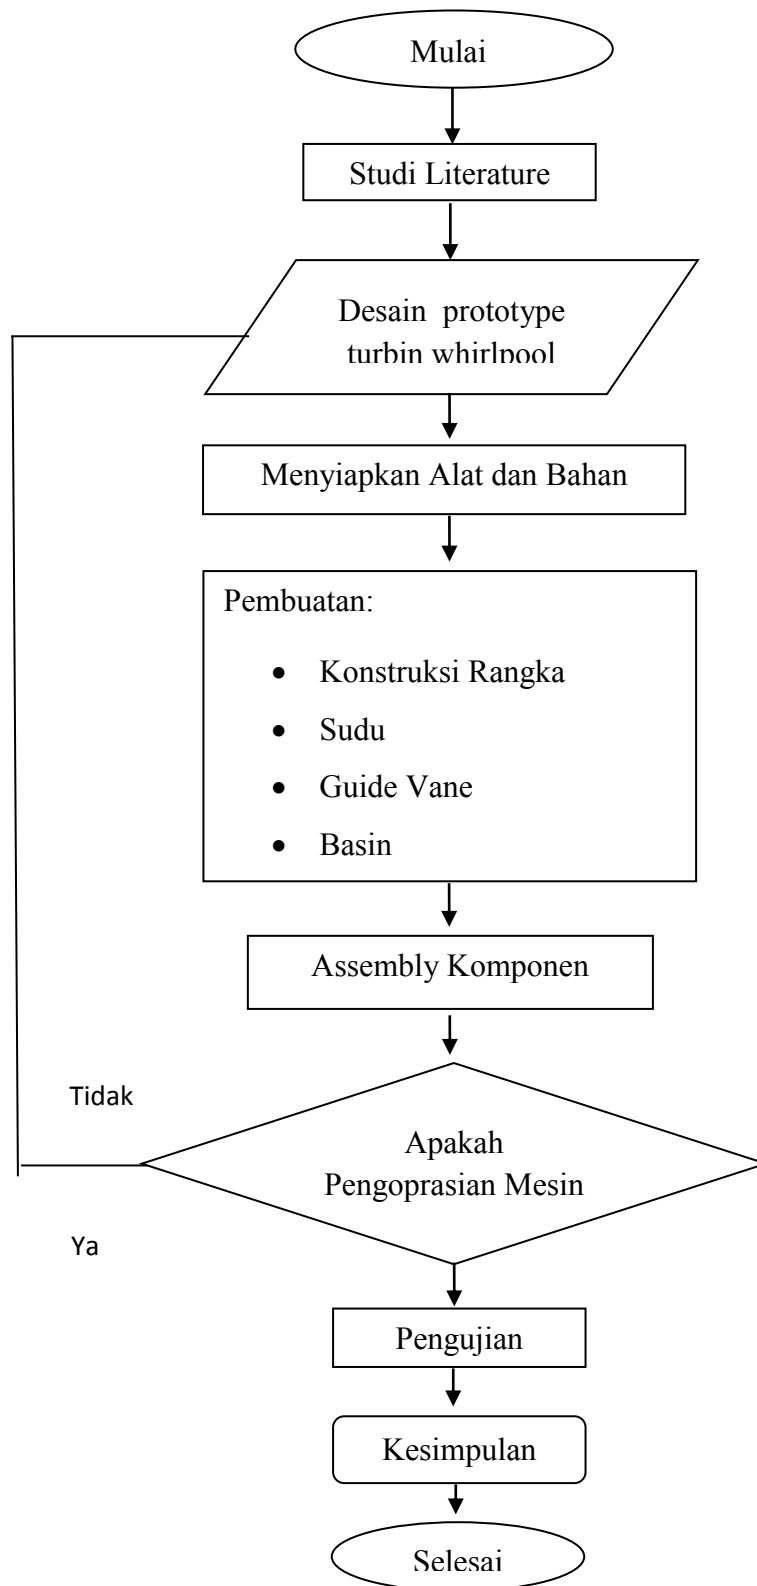 Mulai
Studi Literature
Desain prototype
turbin whirlpool
Menyiapkan Alat dan Bahan
Pembuatan:
• Konstruksi Rangka
• Sudu
• Guide Vane
• Basin
Assembly Komponen
Tidak
Apakah
Pengoprasian Mesin
Ya
Pengujian
Kesimpulan
Selesai